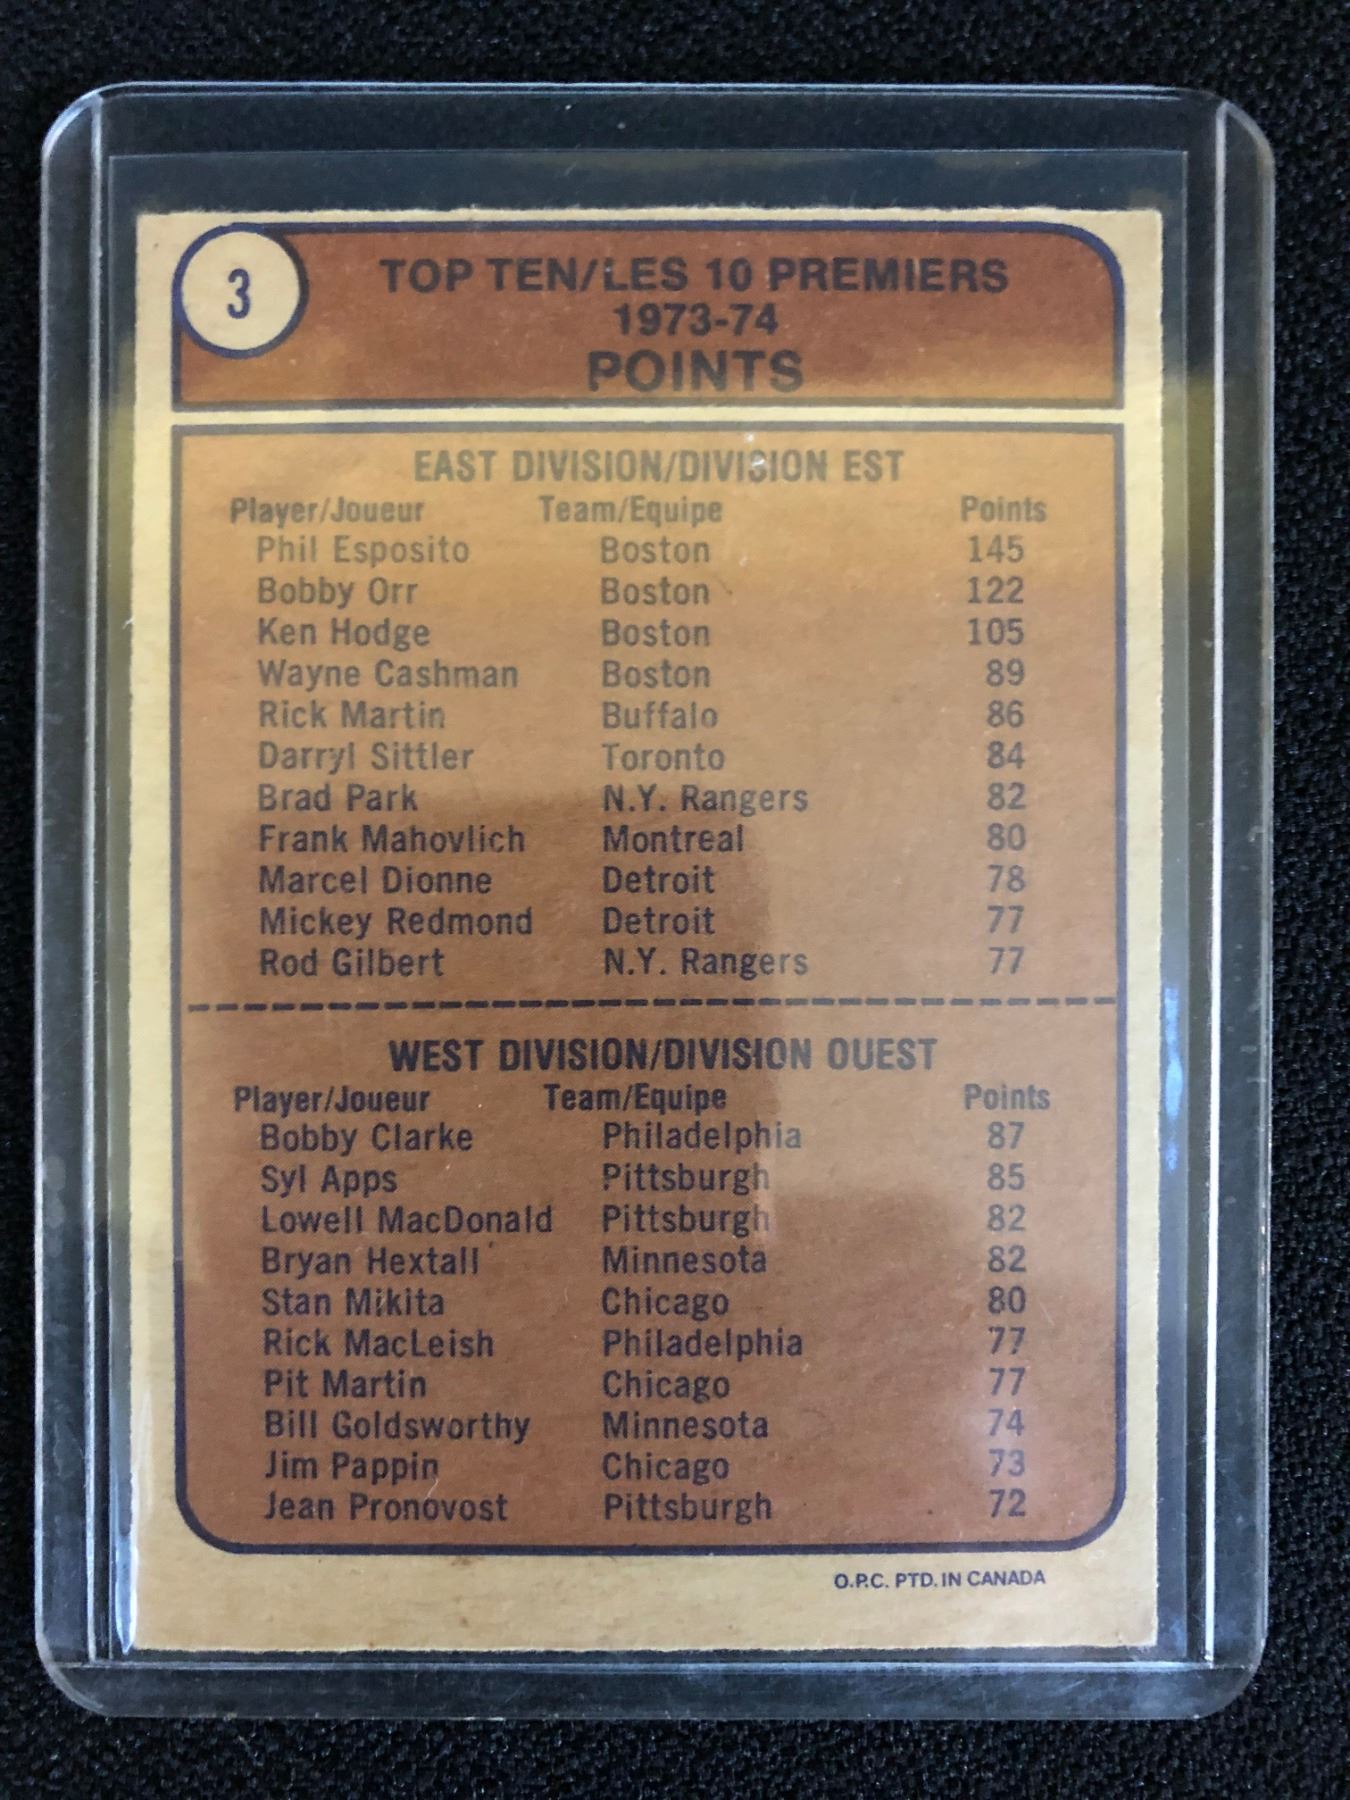 3
TOP TEN/LES 10 PREMIERS
1973-74
POINTS
EAST DIVISION/DIVISION EST
Player/Joueur Team/Equipe Points
Phil Esposito Boston 145
Bobby Orr Boston 122
Ken Hodge Boston 105
Wayne Cashman Boston 89
Rick Martin Buffalo 86
Darryl Sittler Toronto 84
Brad Park N.Y. Rangers 82
Frank Mahovlich Montreal 80
Marcel Dionne Detroit 78
Mickey Redmond Detroit 77
Rod Gilbert N.Y. Rangers 77
WEST DIVISION/DIVISION OUEST
Player/Joueur Team/Equipe Points
Bobby Clarke Philadelphia 87
Syl Apps Pittsburgh 85
Lowell MacDonald Pittsburgh 82
Bryan Hextall Minnesota 82
Stan Mikita Chicago 80
Rick MacLeish Philadelphia 77
Pit Martin Chicago 77
Bill Goldsworthy Minnesota 74
Jim Pappin Chicago 73
Jean Pronovost Pittsburgh 72
O.P.C. PTD. IN CANADA